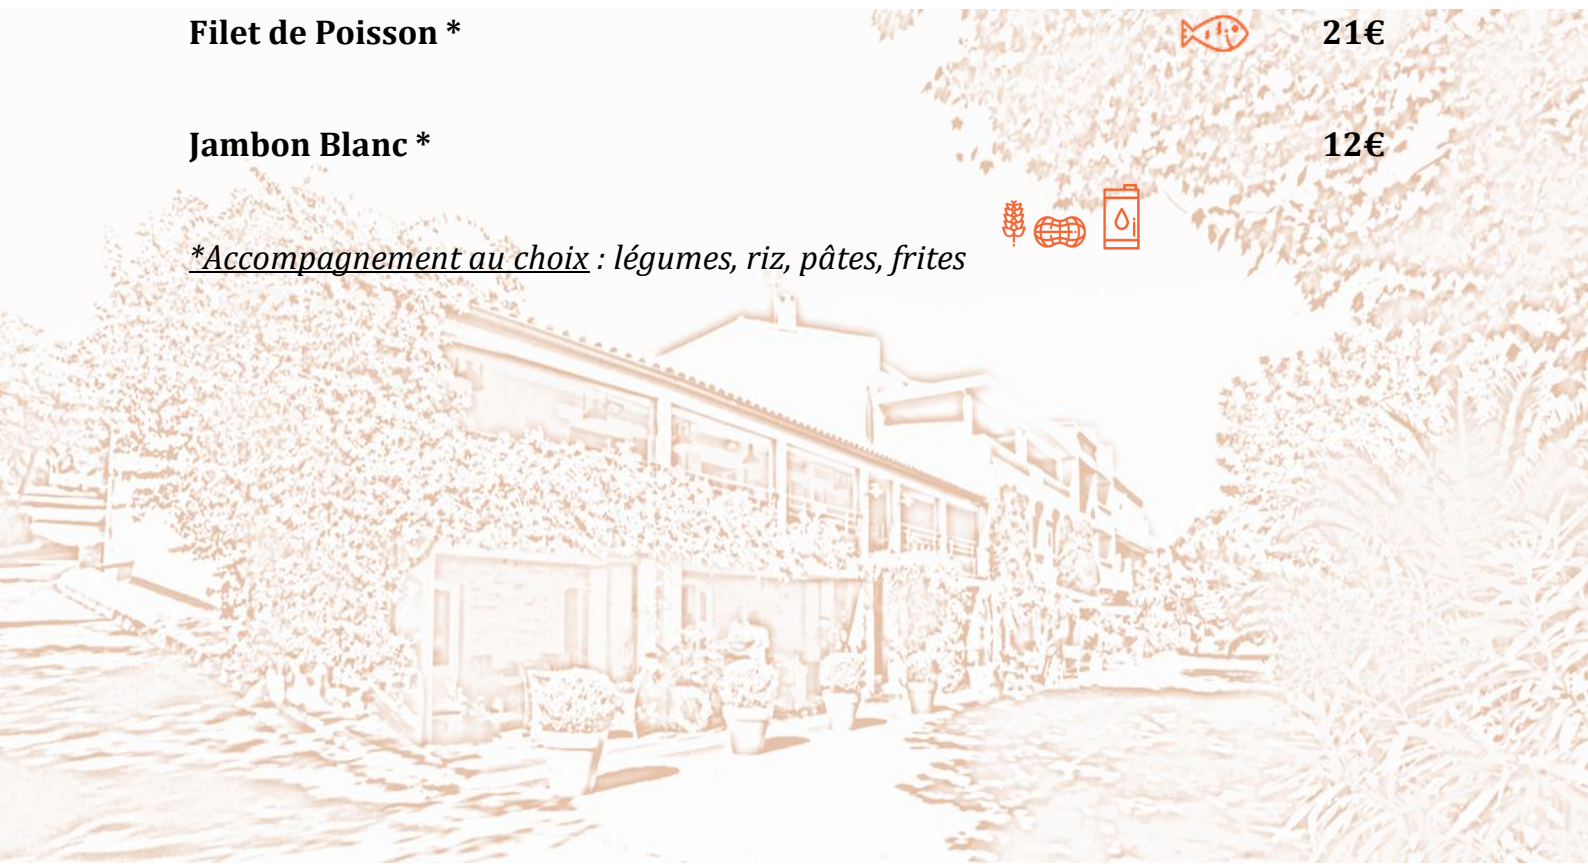 Filet de Poisson * 21€
Jambon Blanc * 12€
*Accompagnement au choix : légumes, riz, pâtes, frites